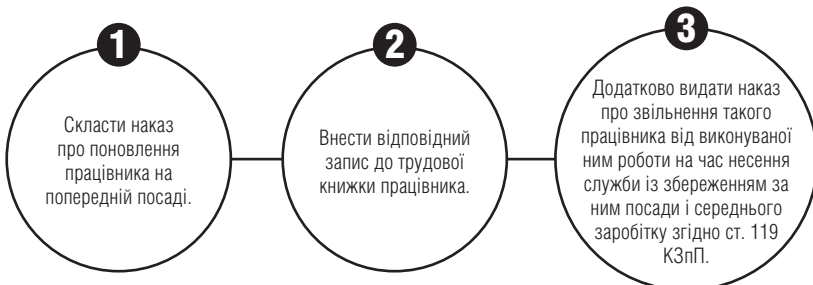 1
Скласти наказ
про поновлення
працівника на
попередній посаді.
2
Внести відповідний
запис до трудової
книжки працівника.
3
Додатково видати наказ
про звільнення такого
працівника від виконуваної
ним роботи на час несення
служби із збереженням за
ним посади і середнього
заробітку згідно ст. 119
КЗпП.